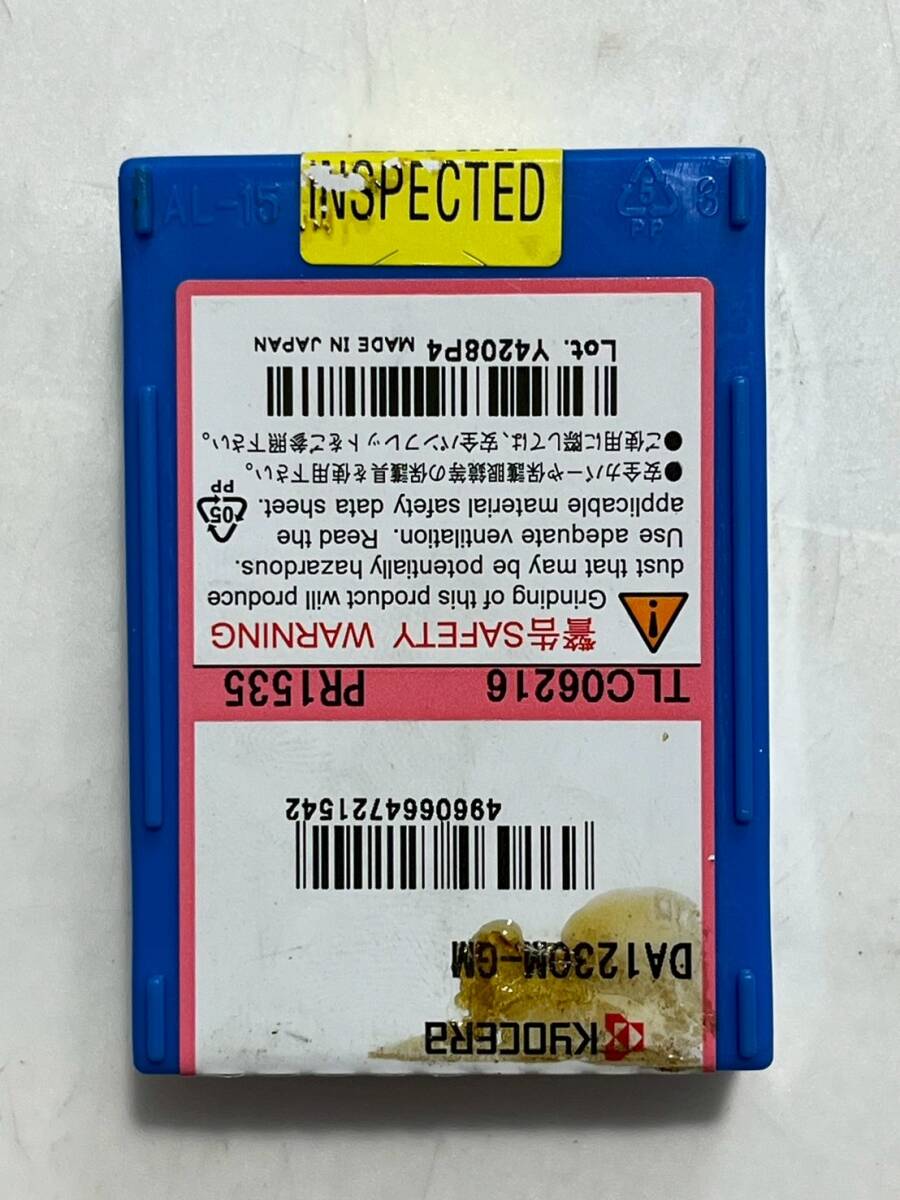 INSPECTED
AL-15
5
PP
KYOCERA
DA1230M-GM
4960664721542
TLC06216 PR1535
警告SAFETY WARNING
Grinding of this product will produce
dust that may be potentially hazardous.
Use adequate ventilation. Read the
applicable material safety data sheet.
05
PP
●安全カバーや保護眼鏡等の保護具を使用下さい。
●ご使用に際しては、安全パンフレットをご参照下さい。
Lot. Y4208P4 MADE IN JAPAN